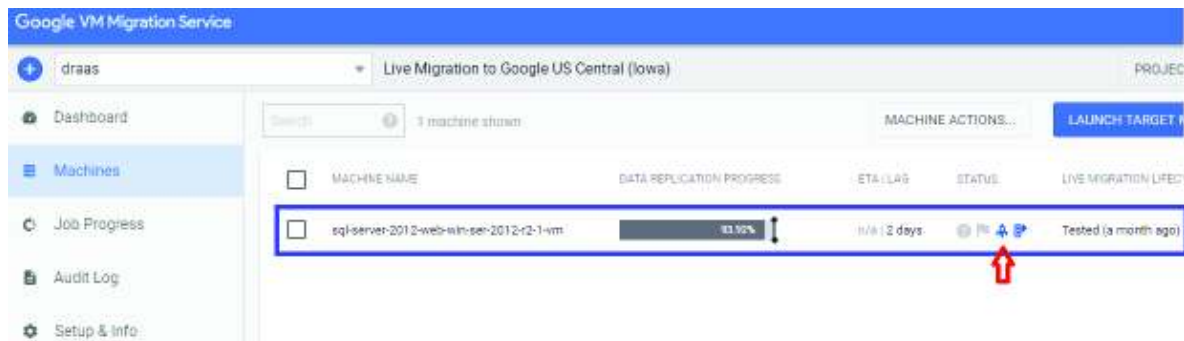 Google VM Migration Service
draas
Live Migration to Google US Central (Iowa)
PROJEC
Dashboard
Search
1 machine shown
MACHINE ACTIONS...
LAUNCH TARGET M
Machines
MACHINE NAME
DATA REPLICATION PROGRESS
ETA | LAG
STATUS
LIVE MIGRATION LIFEC
Job Progress
sql-server-2012-web-win-ser-2012-r2-1-vm
93.92%
n/a | 2 days
Tested (a month ago)
Audit Log
Setup & Info